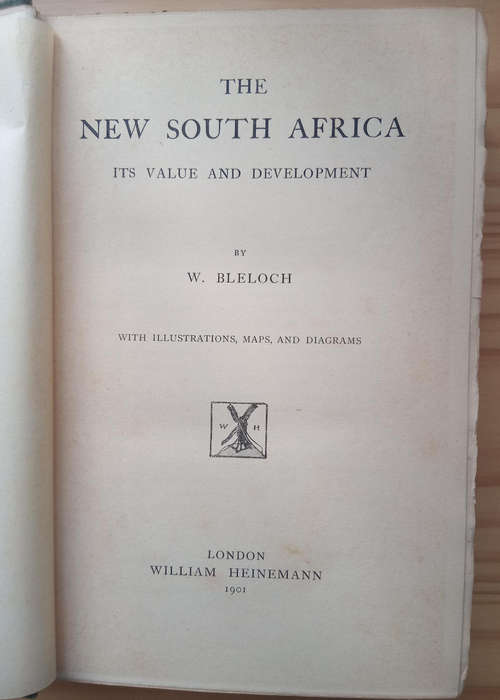 THE
NEW SOUTH AFRICA
ITS VALUE AND DEVELOPMENT
BY
W. BLELOCH
WITH ILLUSTRATIONS, MAPS, AND DIAGRAMS
W H
LONDON
WILLIAM HEINEMANN
1901